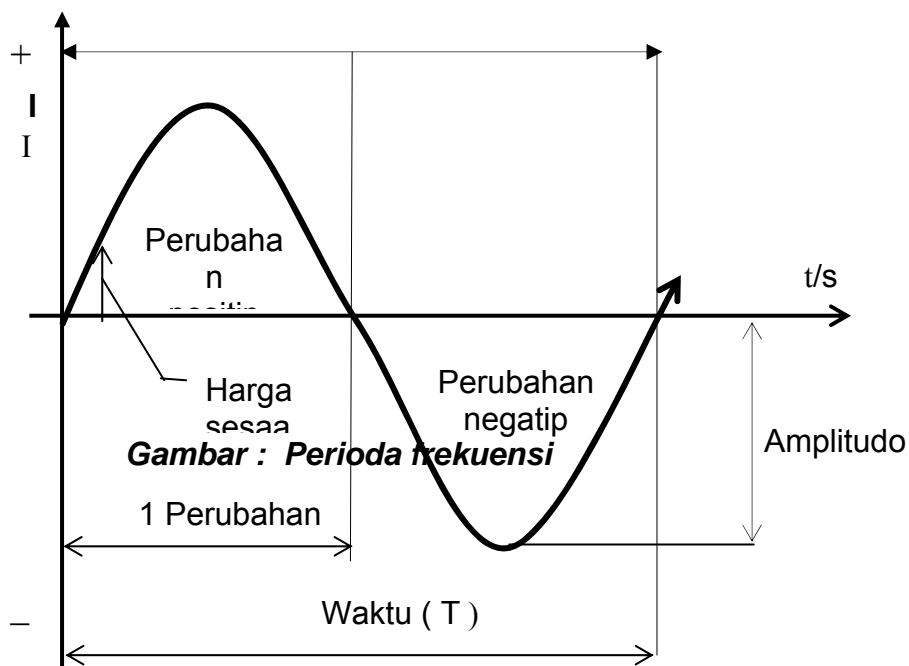 +
I
I
Perubaha
n
t/s
Harga
Perubahan
negatip
Amplitudo
Gambar : Perioda frekuensi
1 Perubahan
Waktu ( T )
–